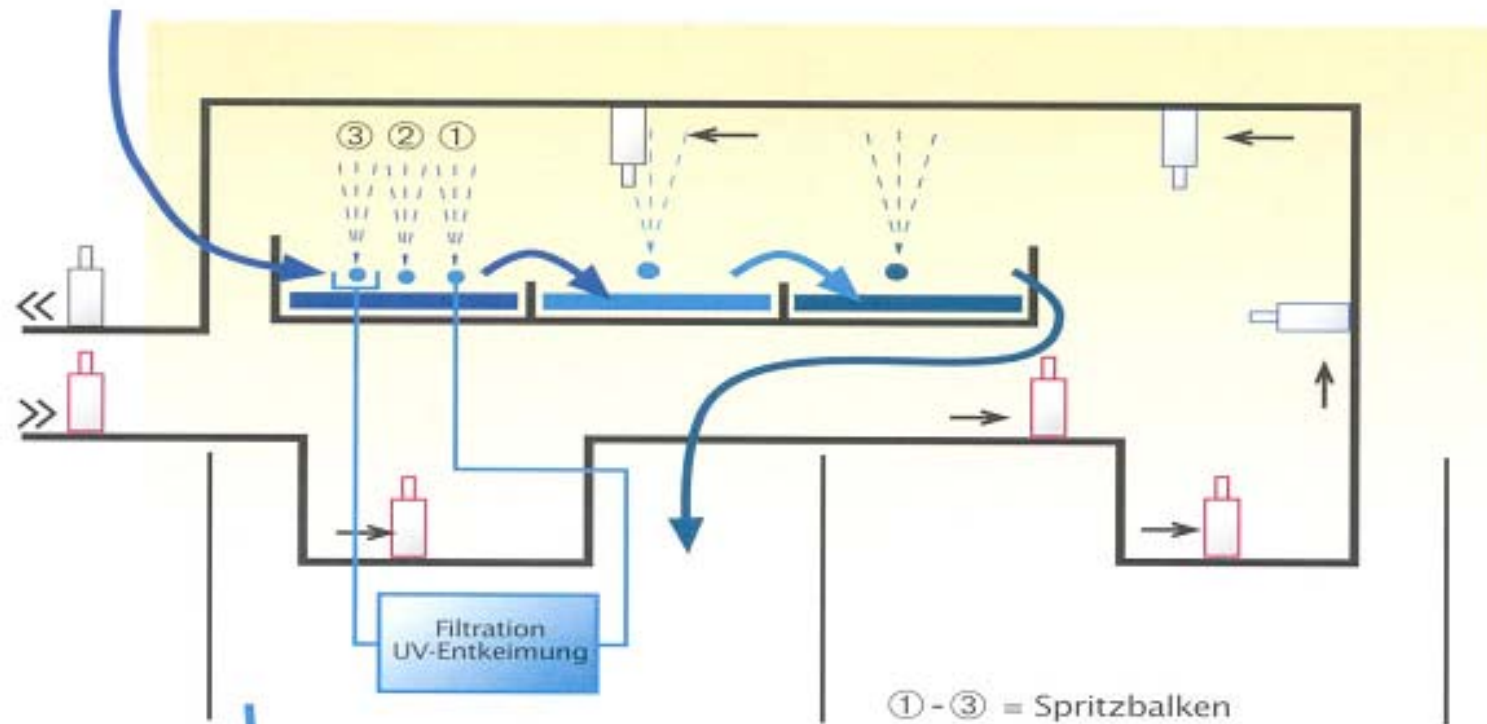 ③ ② ①
Filtration
UV-Entkeimung
①-③ = Spritzbalken